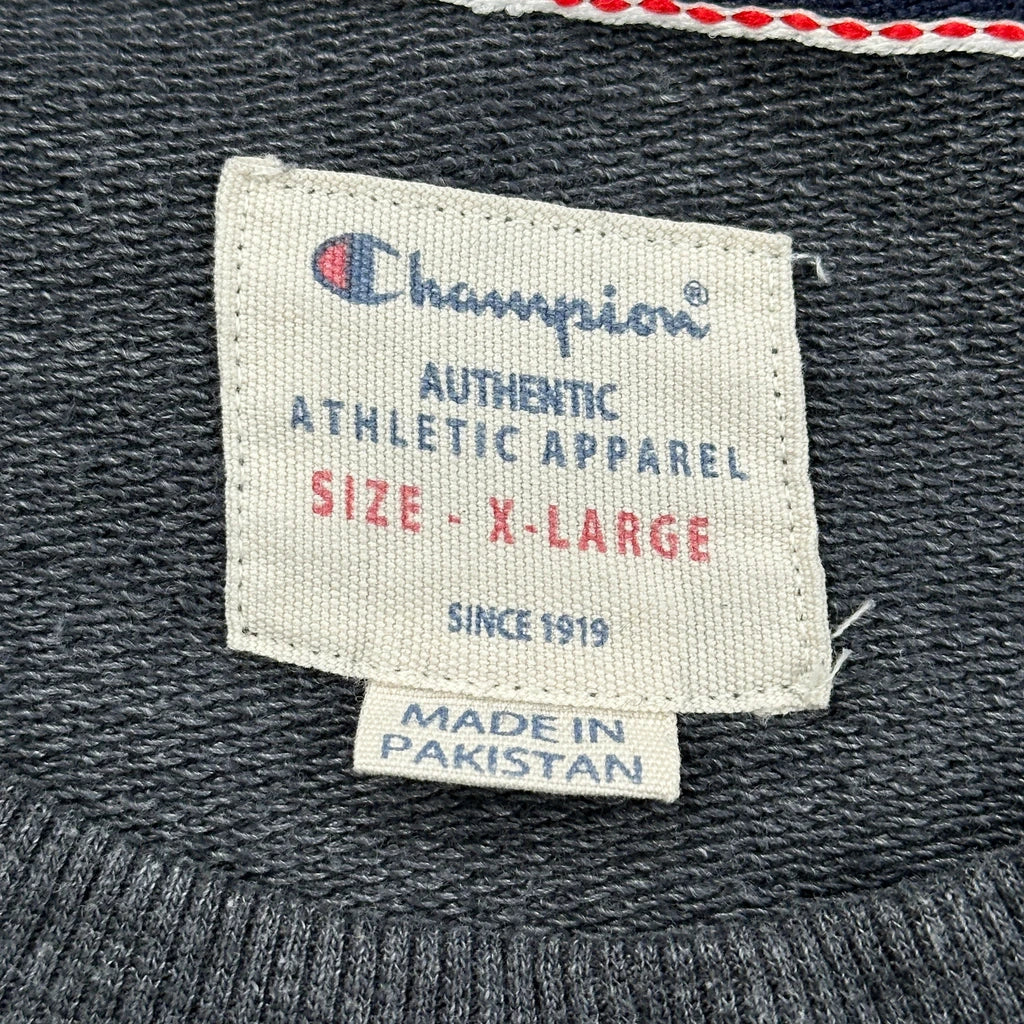 Champion®
AUTHENTIC
ATHLETIC APPAREL
SIZE - X-LARGE
SINCE 1919
MADE IN
PAKISTAN